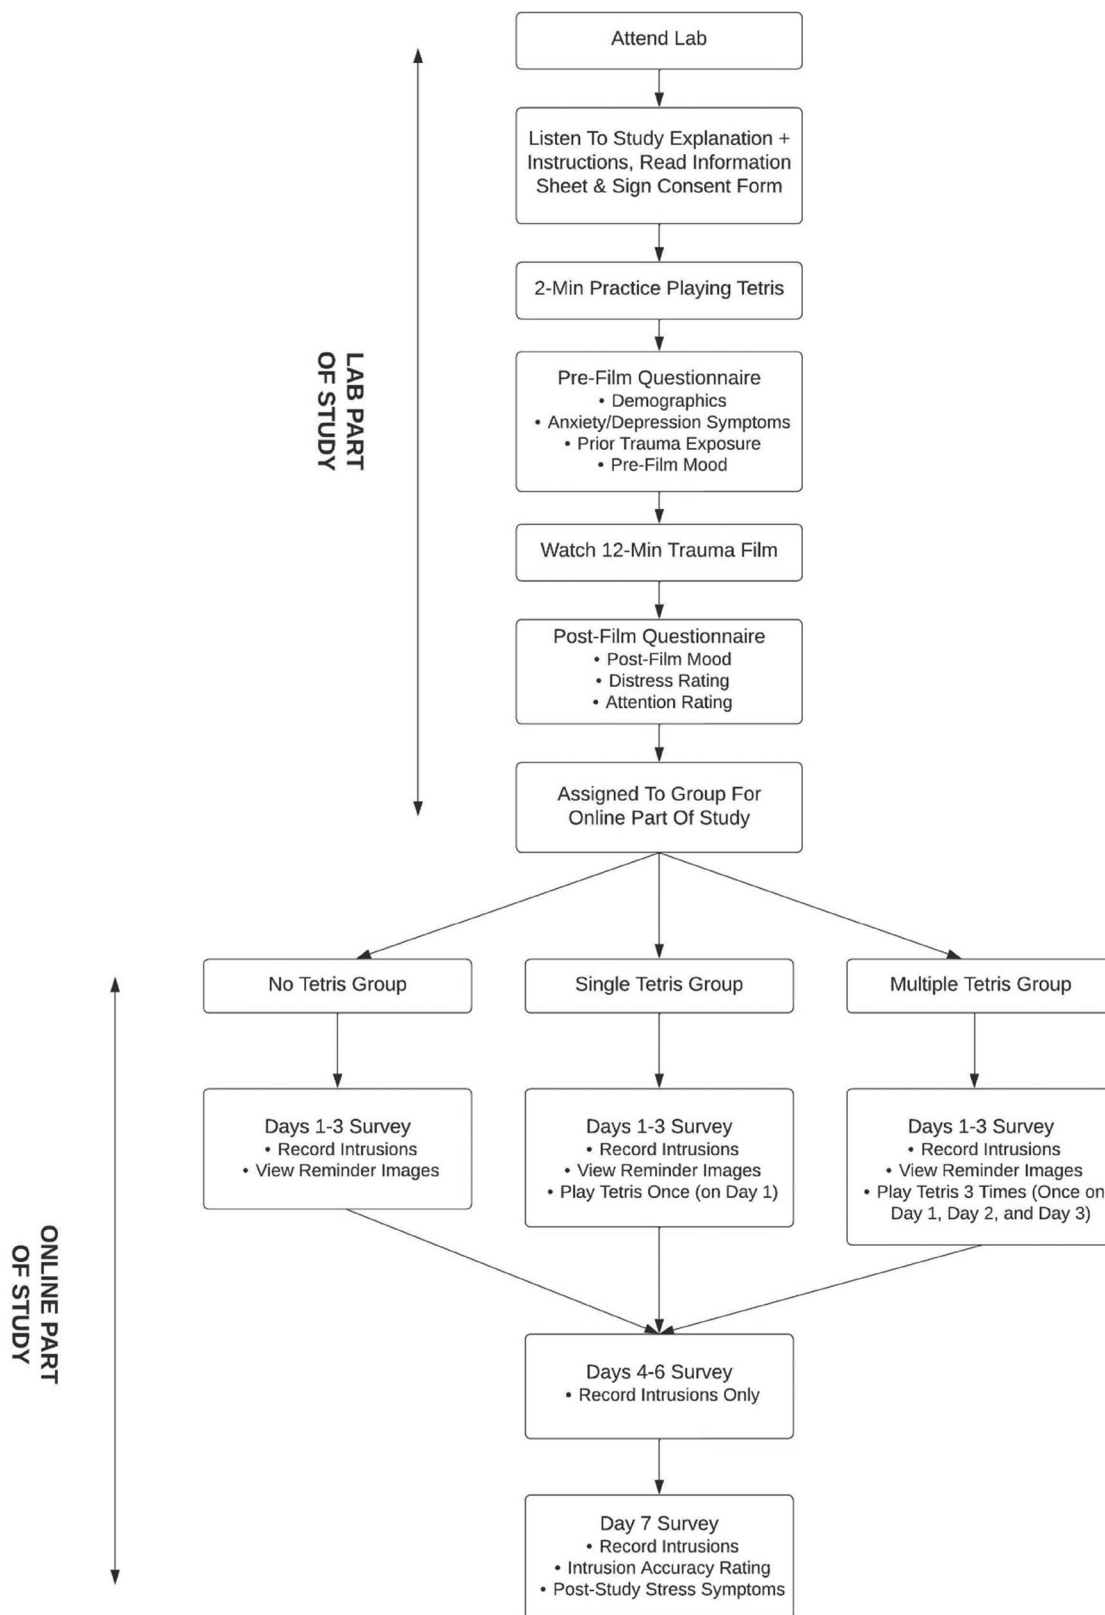 Attend Lab
Listen To Study Explanation +
Instructions, Read Information
Sheet & Sign Consent Form
2-Min Practice Playing Tetris
LAB PART
OF STUDY
Pre-Film Questionnaire
• Demographics
• Anxiety/Depression Symptoms
• Prior Trauma Exposure
• Pre-Film Mood
Watch 12-Min Trauma Film
Post-Film Questionnaire
• Post-Film Mood
• Distress Rating
• Attention Rating
Assigned To Group For
Online Part Of Study
No Tetris Group
Single Tetris Group
Multiple Tetris Group
Days 1-3 Survey
• Record Intrusions
• View Reminder Images
Days 1-3 Survey
• Record Intrusions
• View Reminder Images
• Play Tetris Once (on Day 1)
Days 1-3 Survey
• Record Intrusions
• View Reminder Images
• Play Tetris 3 Times (Once on
Day 1, Day 2, and Day 3)
ONLINE PART
OF STUDY
Days 4-6 Survey
• Record Intrusions Only
Day 7 Survey
• Record Intrusions
• Intrusion Accuracy Rating
• Post-Study Stress Symptoms